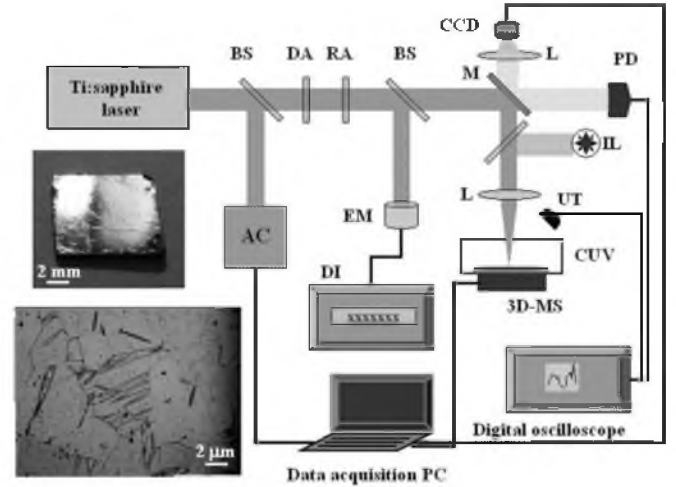 CCD
BS
DA
RA
BS
L
M
PD
Ti:sapphire
laser
IL
L
UT
EM
AC
CUV
2 mm
DI
3D-MS
xxxxxxx
2 μm
Digital oscilloscope
Data acquisition PC